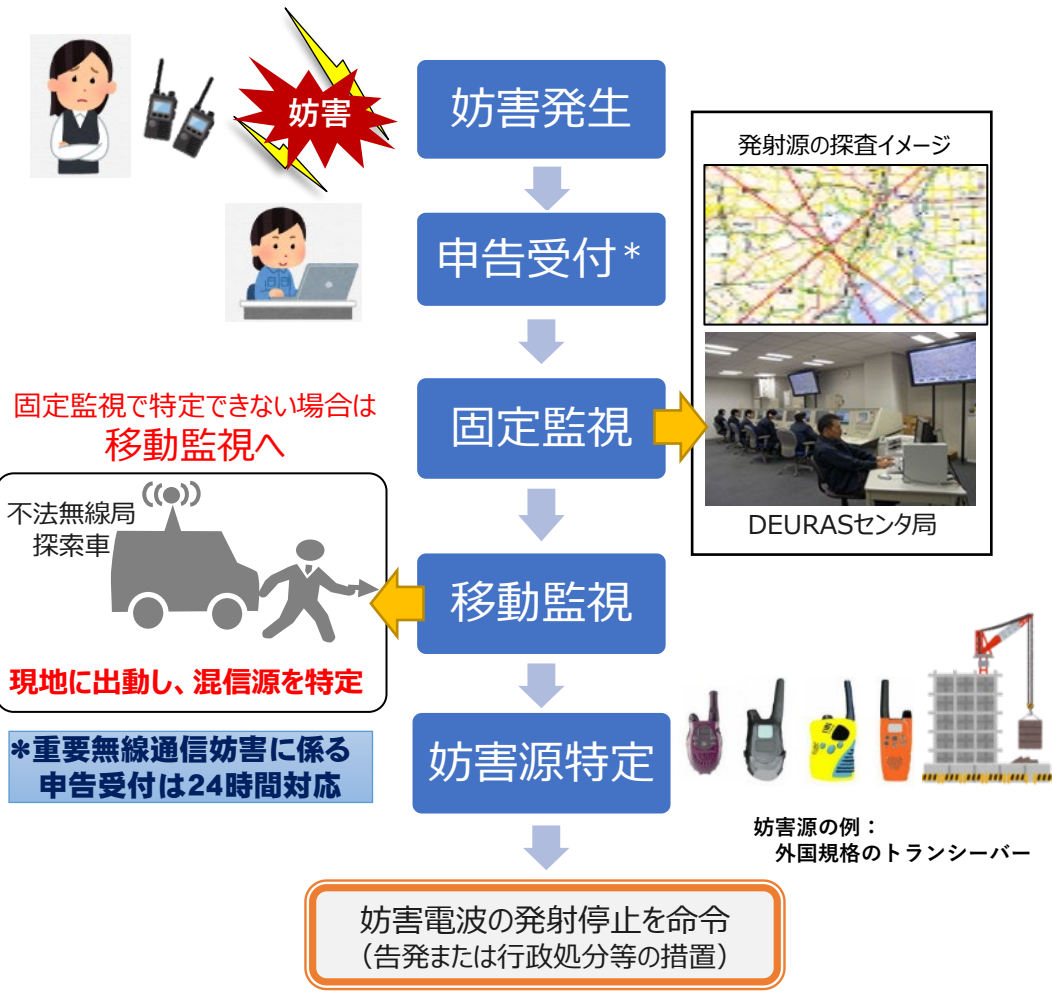 妨害
妨害発生
申告受付*
固定監視
移動監視
妨害源特定
妨害電波の発射停止を命令
(告発または行政処分等の措置)
発射源の探査イメージ
DEURASセンタ局
固定監視で特定できない場合は
移動監視へ
不法無線局
探索車
現地に出動し、混信源を特定
*重要無線通信妨害に係る
申告受付は24時間対応
妨害源の例：
外国規格のトランシーバー